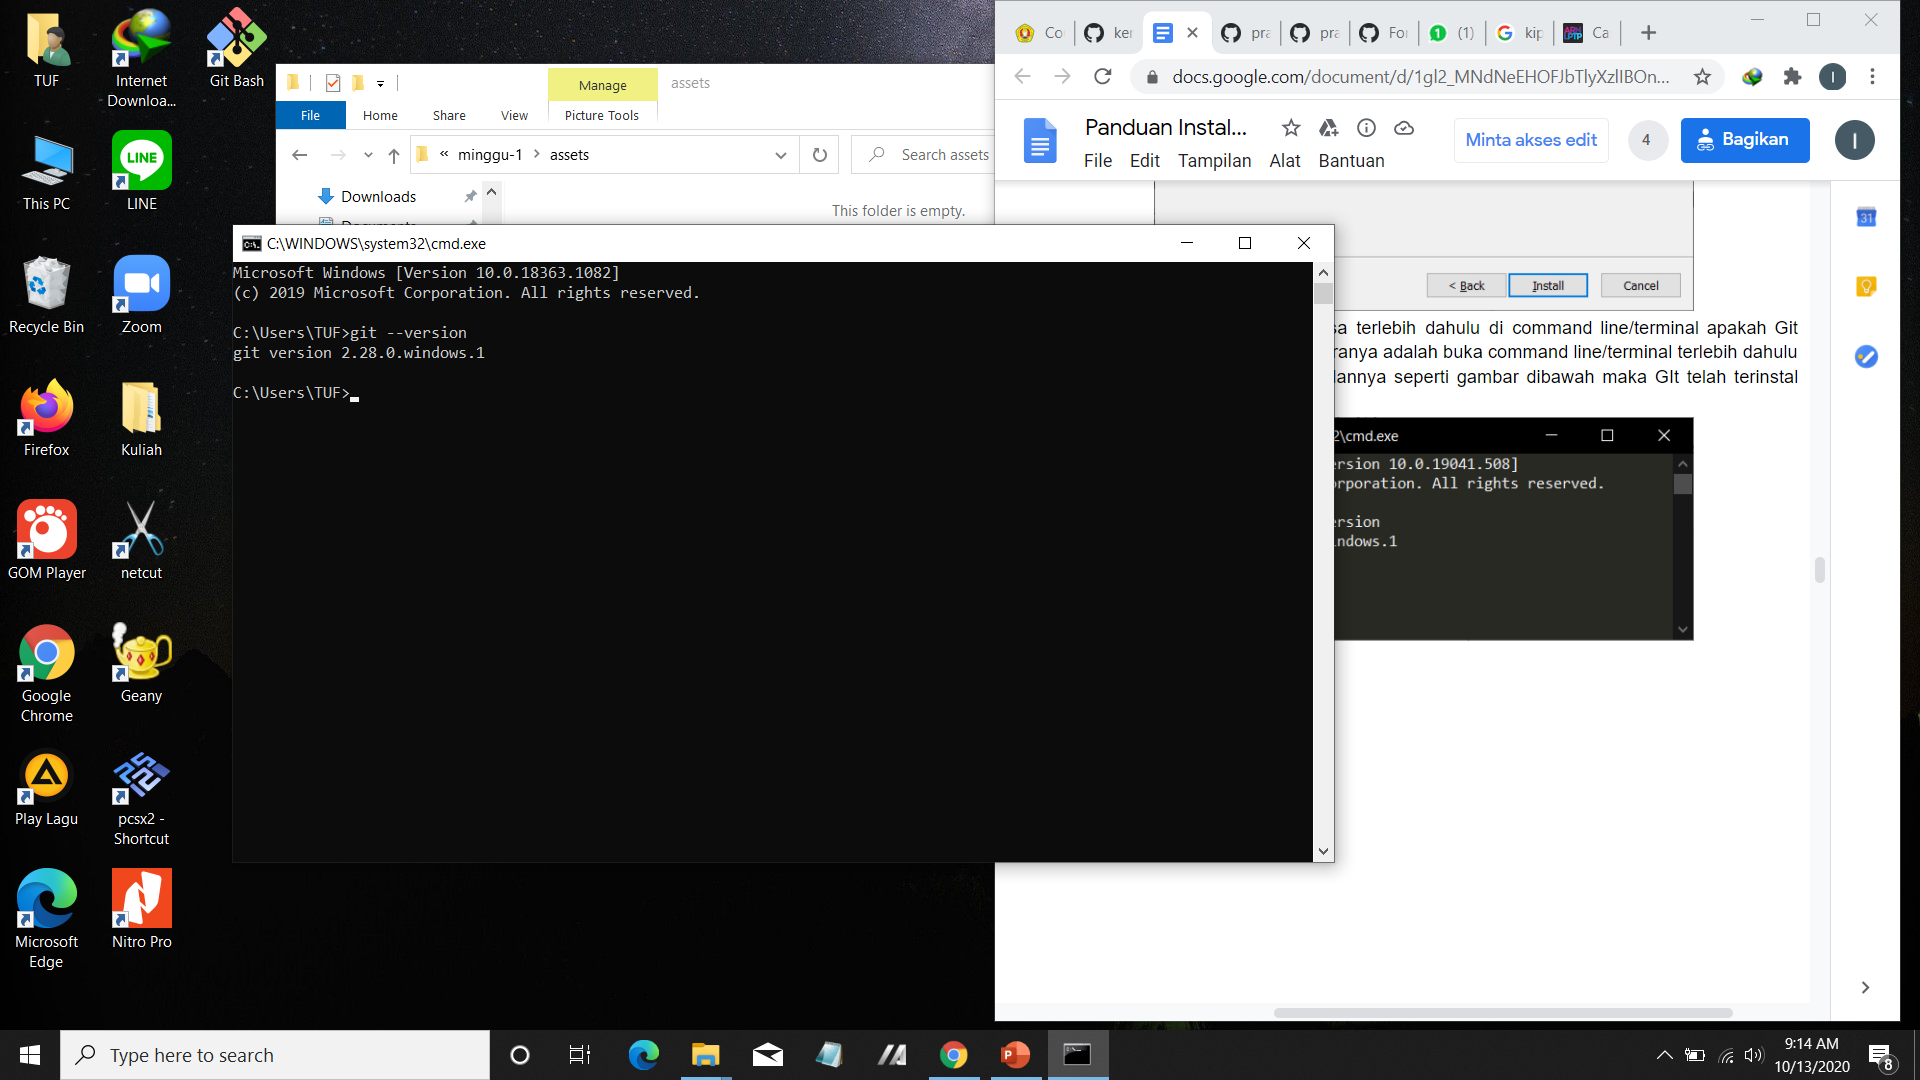 TUF
Internet
Downloa...
Git Bash
This PC
LINE
LINE
Recycle Bin
Zoom
Firefox
Kuliah
GOM Player
netcut
Google
Chrome
Geany
Play Lagu
pcsx2 -
Shortcut
Microsoft
Edge
Nitro Pro
Manage
assets
File
Home
Share
View
Picture Tools
« minggu-1 > assets
Search assets
Downloads
This folder is empty.
C:\WINDOWS\system32\cmd.exe
Microsoft Windows [Version 10.0.18363.1082]
(c) 2019 Microsoft Corporation. All rights reserved.
C:\Users\TUF>git --version
git version 2.28.0.windows.1
C:\Users\TUF>
Co
ker
pra
pra
For
1
(1)
kip
Ca
docs.google.com/document/d/1gl2_MNdNeEHOFJbTlyXzlIBOn...
I
Panduan Instal...
Minta akses edit
4
Bagikan
I
File
Edit
Tampilan
Alat
Bantuan
31
< Back
Install
Cancel
sa terlebih dahulu di command line/terminal apakah Git
ranya adalah buka command line/terminal terlebih dahulu
lannya seperti gambar dibawah maka GIt telah terinstal
2\cmd.exe
ersion 10.0.19041.508]
orporation. All rights reserved.
ersion
ndows.1
Type here to search
9:14 AM
10/13/2020
8